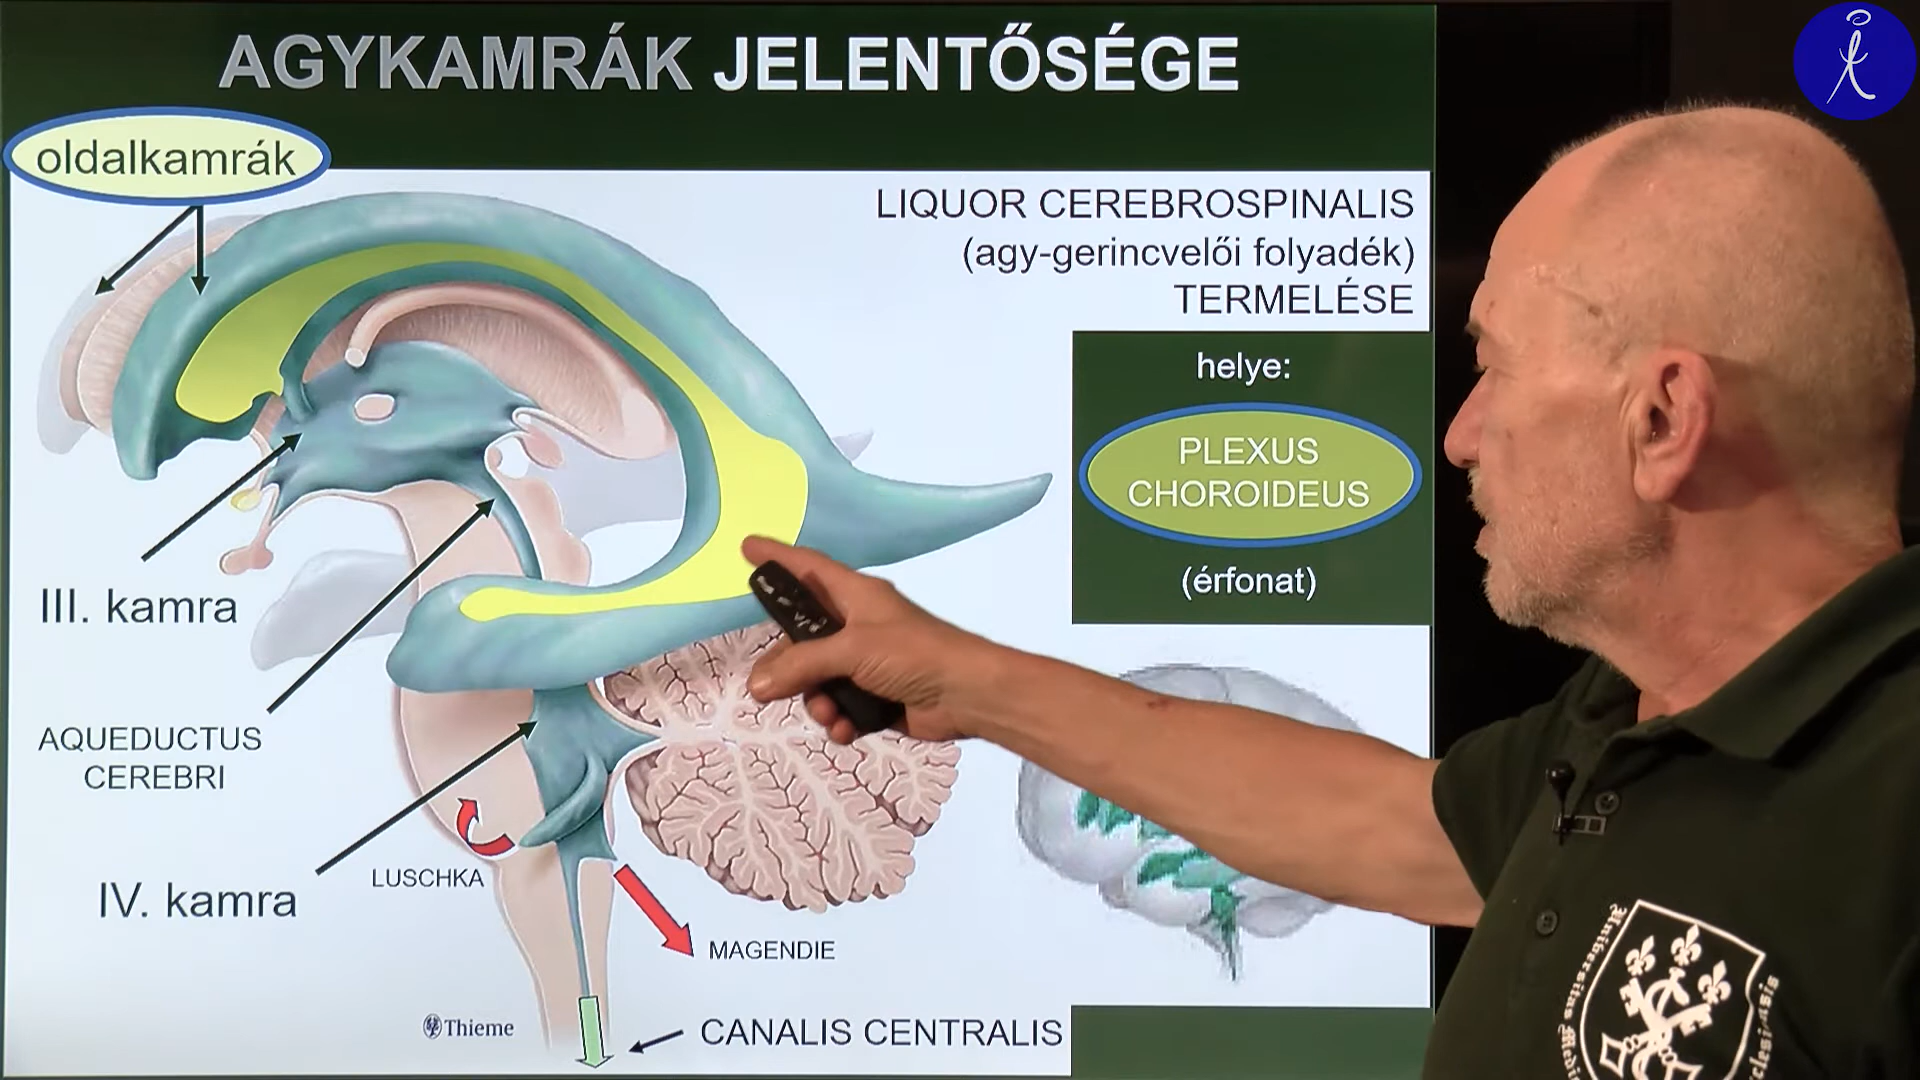 AGYKAMRÁK JELENTŐSÉGE
oldalkamrák
LIQUOR CEREBROSPINALIS
(agy-gerincvelői folyadék)
TERMELÉSE
helye:
PLEXUS
CHOROIDEUS
(érfonat)
III. kamra
AQUEDUCTUS
CEREBRI
LUSCHKA
IV. kamra
MAGENDIE
Thieme
CANALIS CENTRALIS